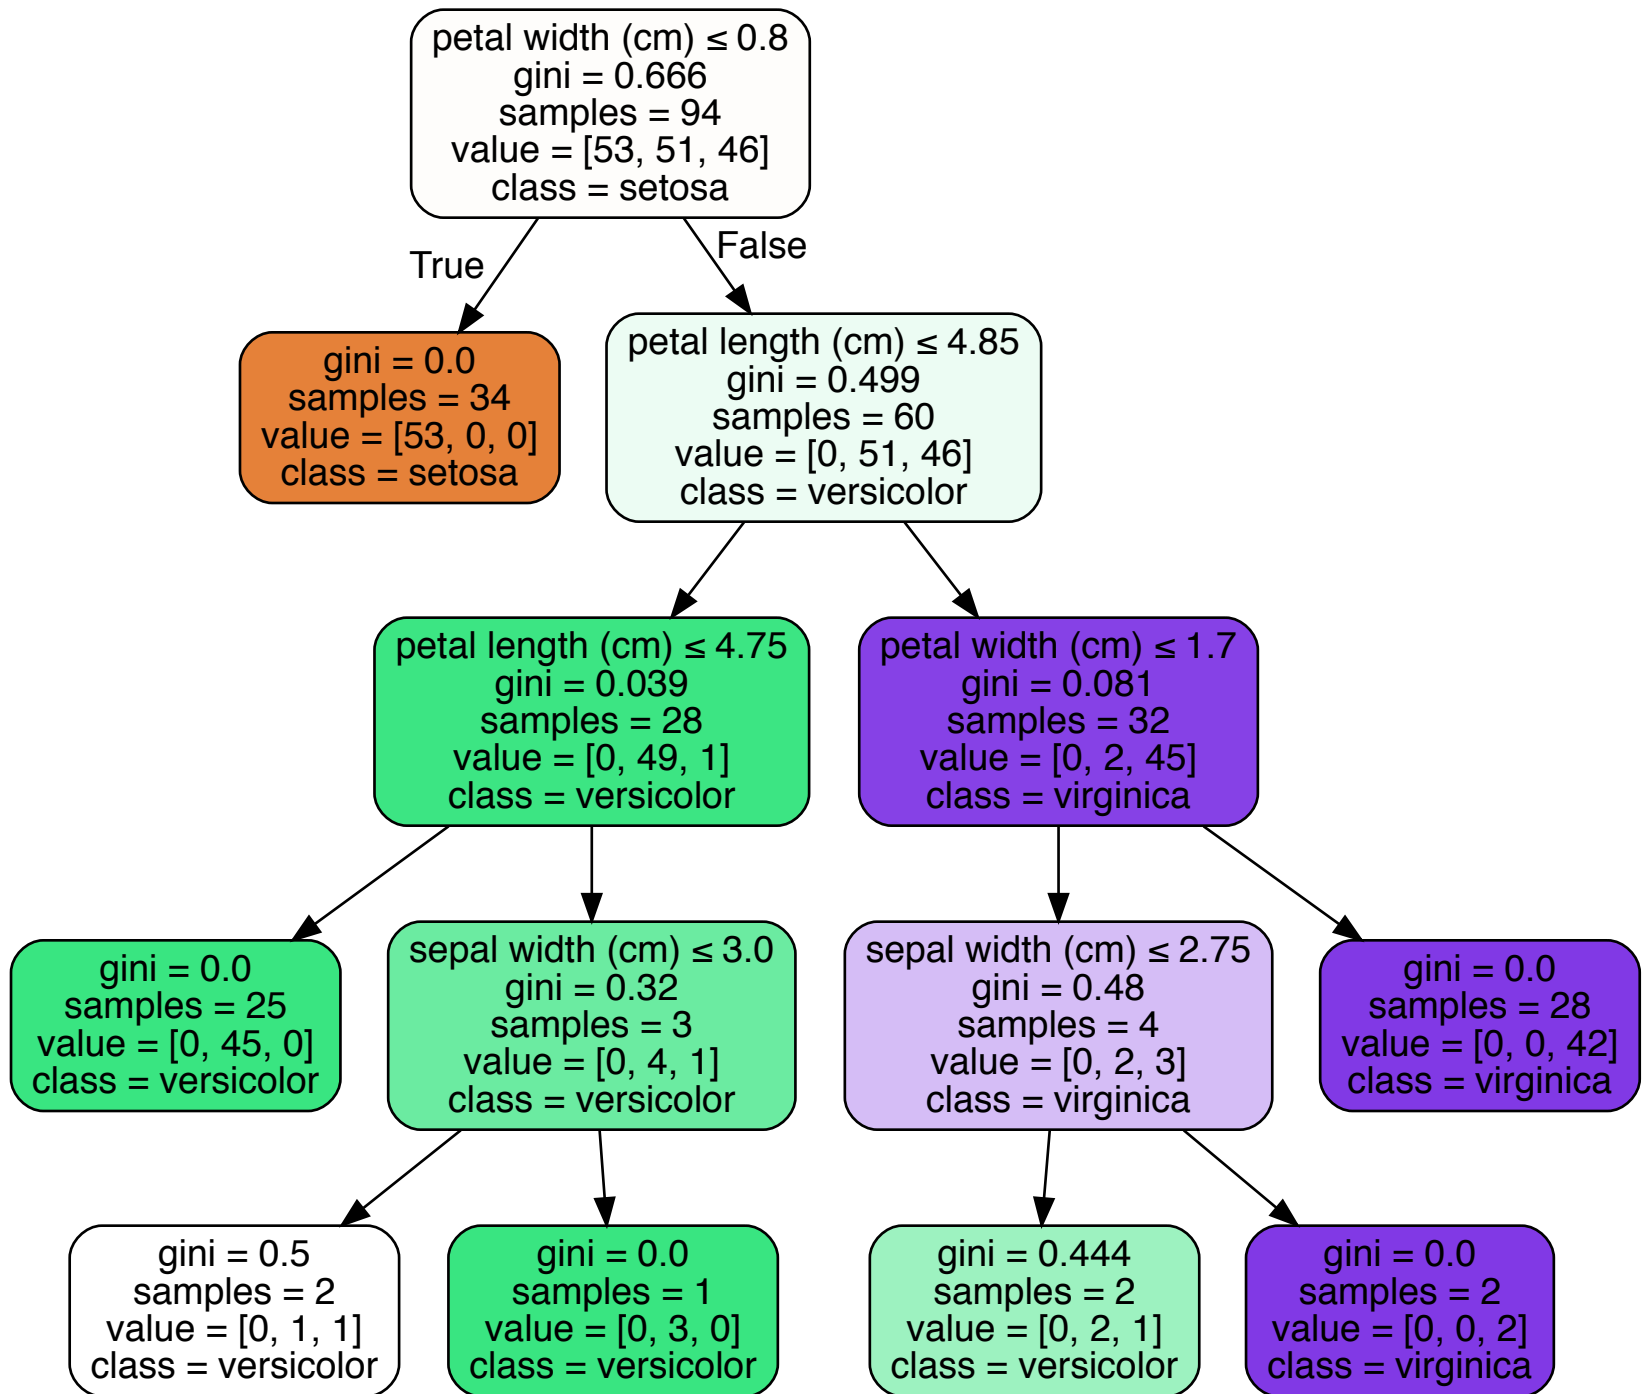 petal width (cm) ≤ 0.8
gini = 0.666
samples = 94
value = [53, 51, 46]
class = setosa
True
False
gini = 0.0
samples = 34
value = [53, 0, 0]
class = setosa
petal length (cm) ≤ 4.85
gini = 0.499
samples = 60
value = [0, 51, 46]
class = versicolor
petal length (cm) ≤ 4.75
gini = 0.039
samples = 28
value = [0, 49, 1]
class = versicolor
petal width (cm) ≤ 1.7
gini = 0.081
samples = 32
value = [0, 2, 45]
class = virginica
gini = 0.0
samples = 25
value = [0, 45, 0]
class = versicolor
sepal width (cm) ≤ 3.0
gini = 0.32
samples = 3
value = [0, 4, 1]
class = versicolor
sepal width (cm) ≤ 2.75
gini = 0.48
samples = 4
value = [0, 2, 3]
class = virginica
gini = 0.0
samples = 28
value = [0, 0, 42]
class = virginica
gini = 0.5
samples = 2
value = [0, 1, 1]
class = versicolor
gini = 0.0
samples = 1
value = [0, 3, 0]
class = versicolor
gini = 0.444
samples = 2
value = [0, 2, 1]
class = versicolor
gini = 0.0
samples = 2
value = [0, 0, 2]
class = virginica